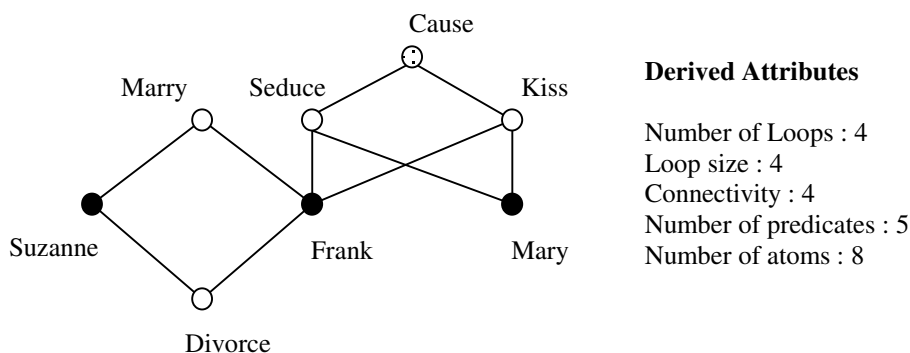 Cause
Marry
Seduce
Kiss
Suzanne
Frank
Mary
Divorce
Derived Attributes
Number of Loops : 4
Loop size : 4
Connectivity : 4
Number of predicates : 5
Number of atoms : 8